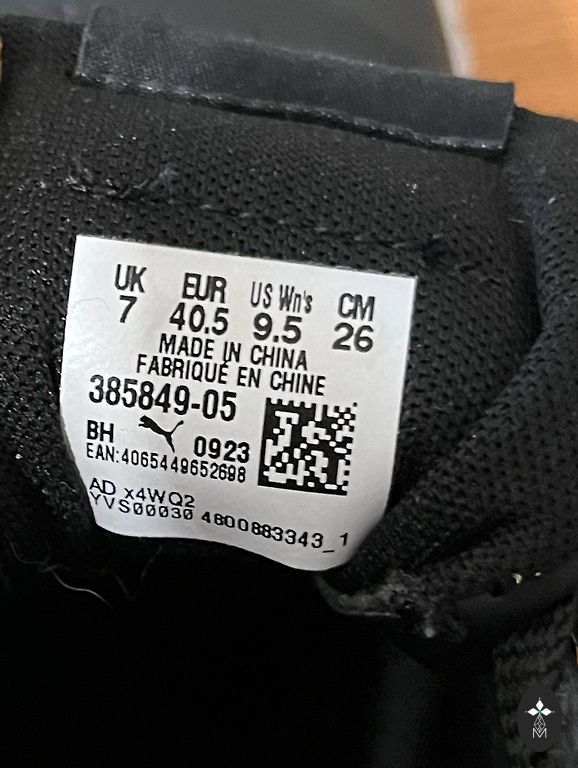 UK EUR US Wn's CM
7 40.5 9.5 26
MADE IN CHINA
FABRIQUÉ EN CHINE
385849-05
BH 0923
EAN:4065449652698
AD x4WQ2
YVS00030 4800883343_1
M